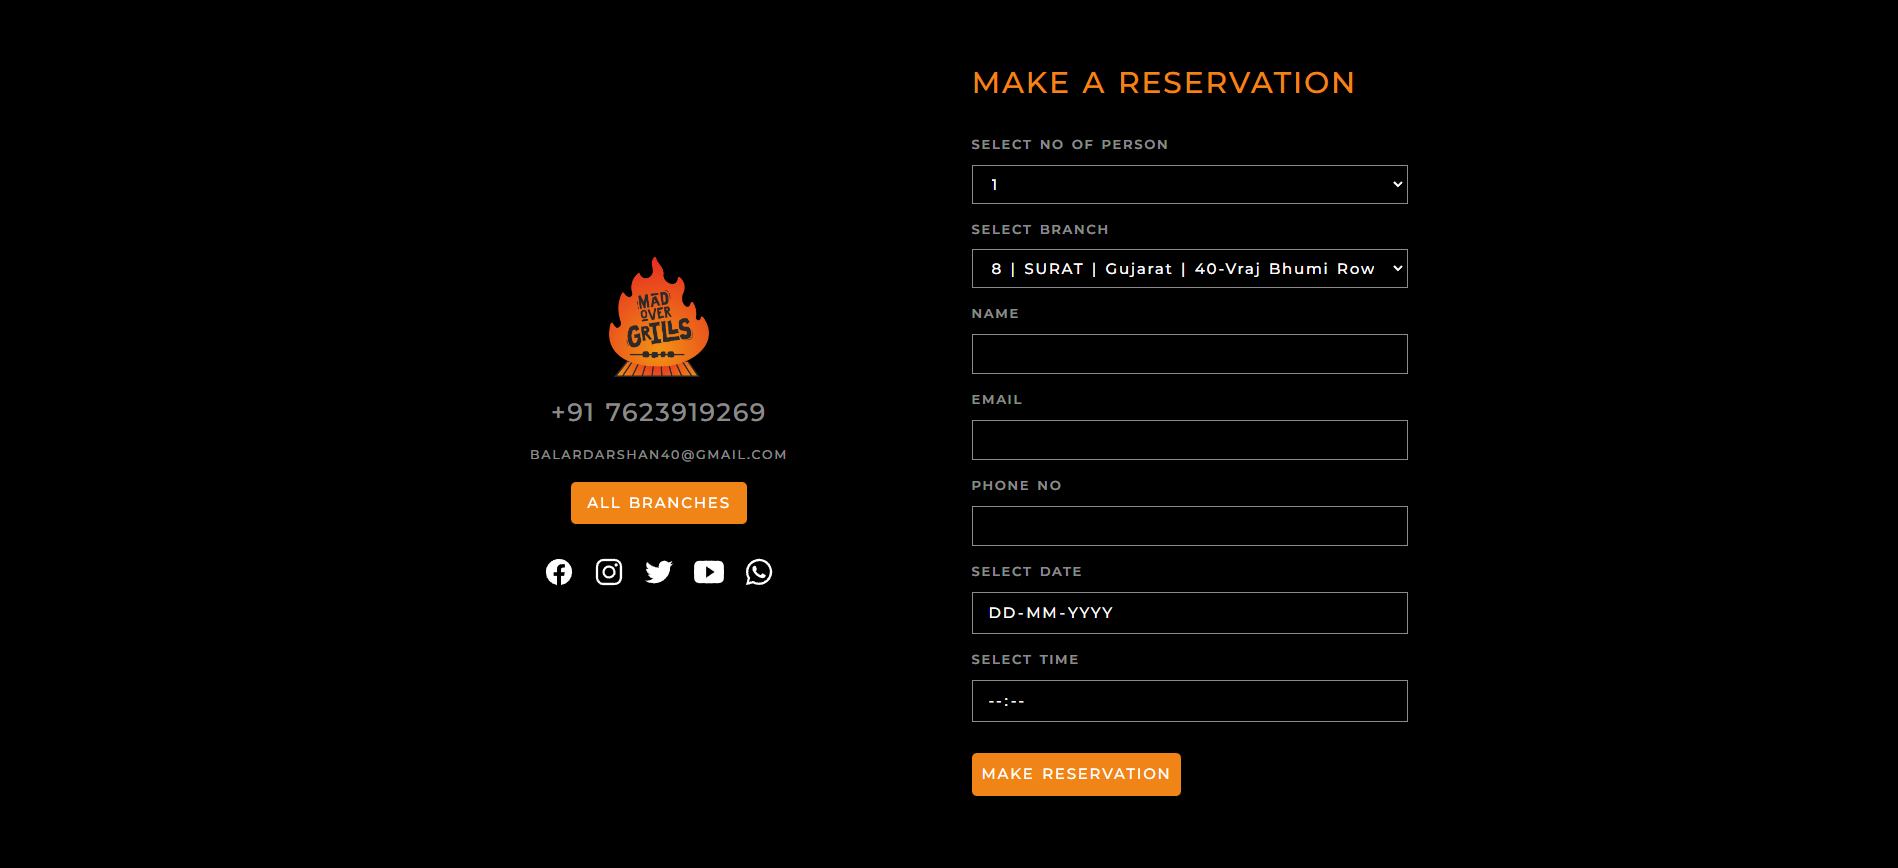 MAD
OVER
GRILLS
+91 7623919269
BALARDARSHAN40@GMAIL.COM
ALL BRANCHES
MAKE A RESERVATION
SELECT NO OF PERSON
1
SELECT BRANCH
8 | SURAT | Gujarat | 40-Vraj Bhumi Row
NAME
EMAIL
PHONE NO
SELECT DATE
DD-MM-YYYY
SELECT TIME
--:--
MAKE RESERVATION